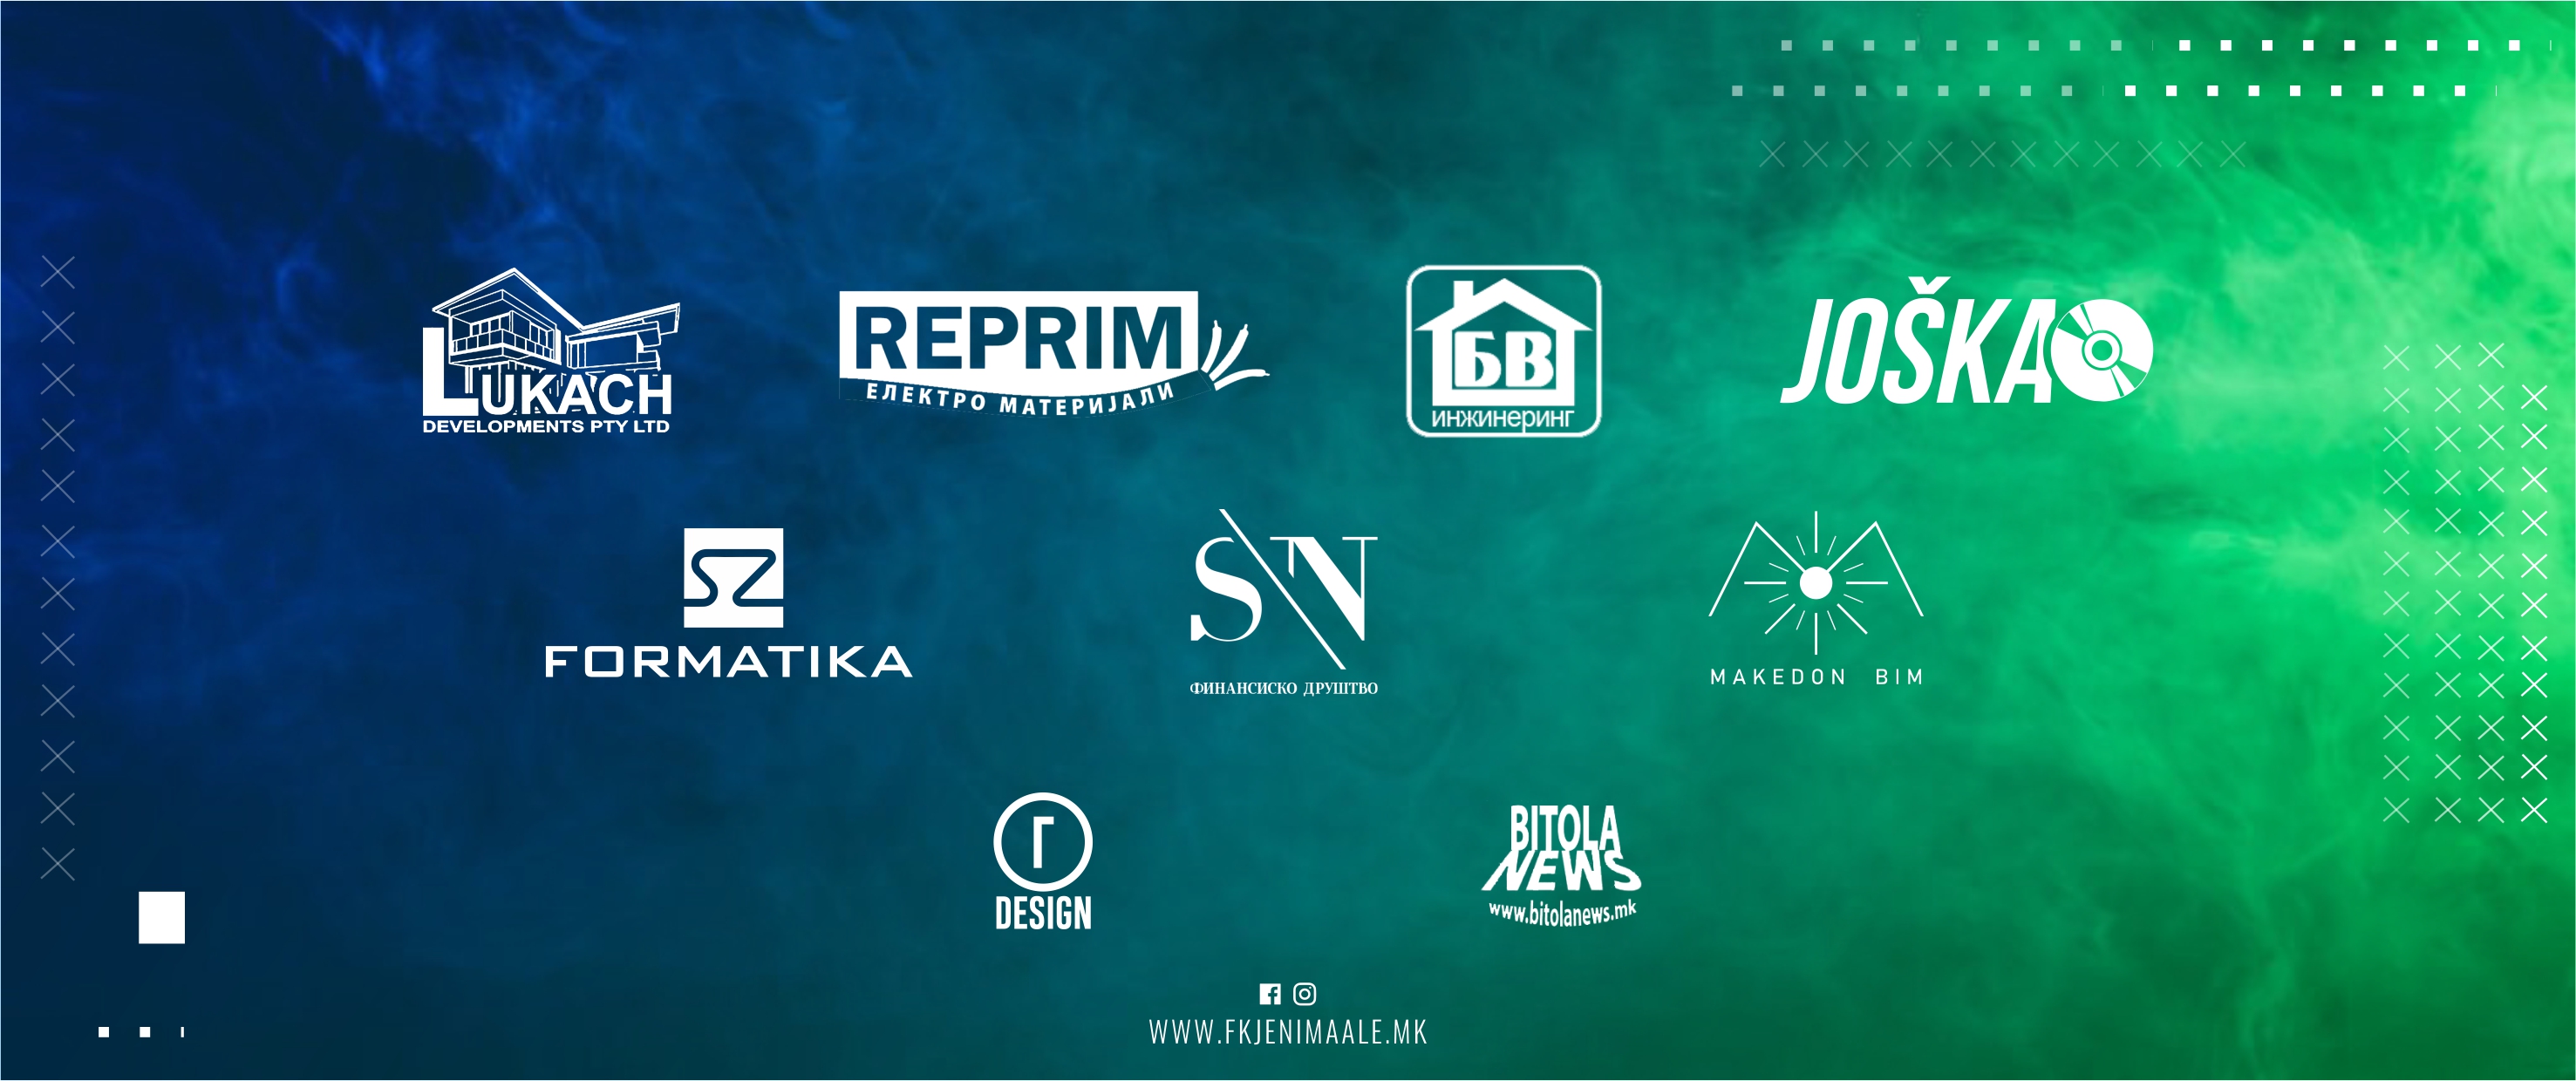 LUKACH
DEVELOPMENTS PTY LTD
REPRIM
ЕЛЕКТРО МАТЕРИЈАЛИ
БВ
инжинеринг
JOŠKA
FORMATIKA
S N
ФИНАНСИСКО ДРУШТВО
MAKEDON BIM
Г
DESIGN
BITOLA
NEWS
www.bitolanews.mk
WWW.FKJENIMAALE.MK